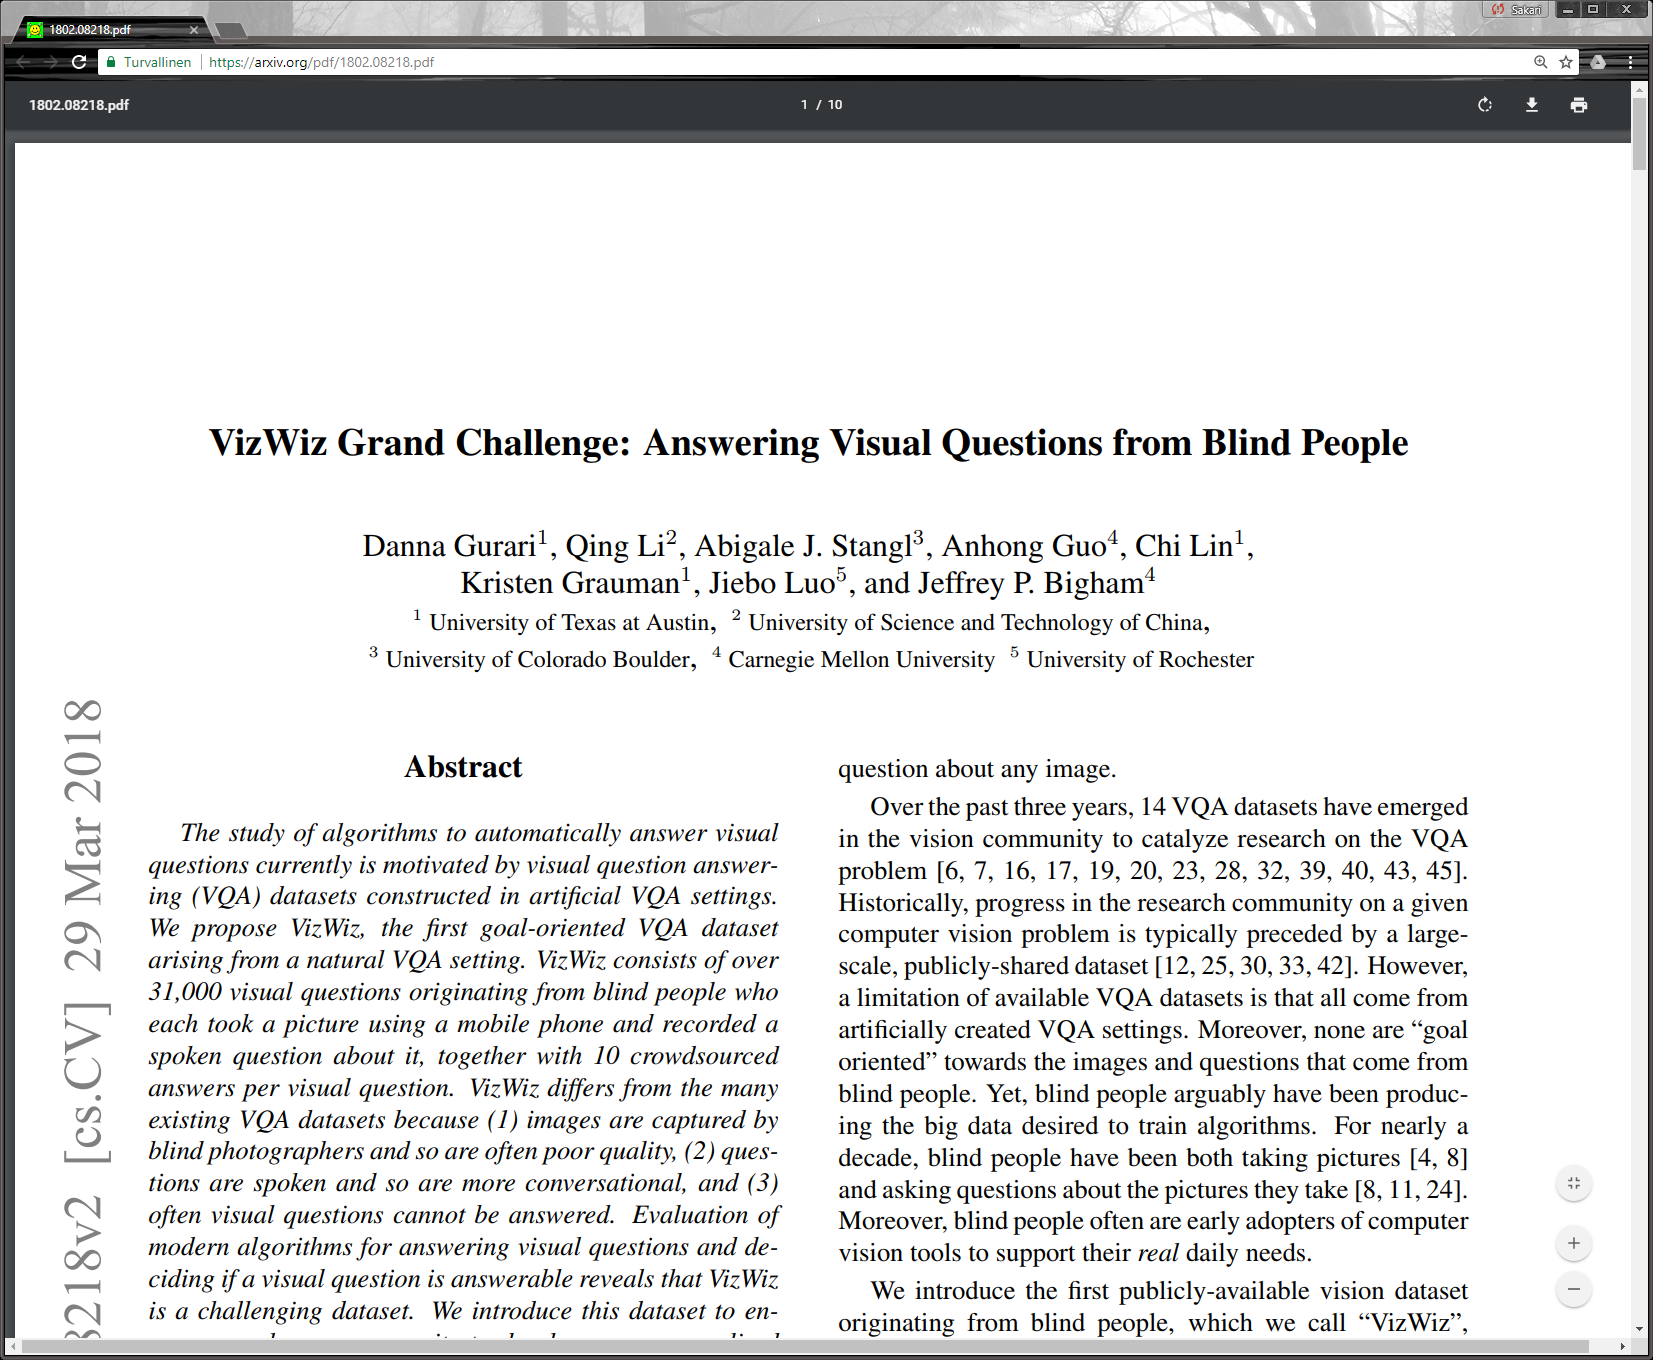 1802.08218.pdf
Sakari
Turvallinen
https://arxiv.org/pdf/1802.08218.pdf
1802.08218.pdf
1 / 10
VizWiz Grand Challenge: Answering Visual Questions from Blind People
Danna Gurari1, Qing Li2, Abigale J. Stangl3, Anhong Guo4, Chi Lin1,
Kristen Grauman1, Jiebo Luo5, and Jeffrey P. Bigham4
1 University of Texas at Austin, 2 University of Science and Technology of China,
3 University of Colorado Boulder, 4 Carnegie Mellon University 5 University of Rochester
8218v2 [cs.CV] 29 Mar 2018
Abstract
The study of algorithms to automatically answer visual
questions currently is motivated by visual question answer-
ing (VQA) datasets constructed in artificial VQA settings.
We propose VizWiz, the first goal-oriented VQA dataset
arising from a natural VQA setting. VizWiz consists of over
31,000 visual questions originating from blind people who
each took a picture using a mobile phone and recorded a
spoken question about it, together with 10 crowdsourced
answers per visual question. VizWiz differs from the many
existing VQA datasets because (1) images are captured by
blind photographers and so are often poor quality, (2) ques-
tions are spoken and so are more conversational, and (3)
often visual questions cannot be answered. Evaluation of
modern algorithms for answering visual questions and de-
ciding if a visual question is answerable reveals that VizWiz
is a challenging dataset. We introduce this dataset to en-
question about any image.
Over the past three years, 14 VQA datasets have emerged
in the vision community to catalyze research on the VQA
problem [6, 7, 16, 17, 19, 20, 23, 28, 32, 39, 40, 43, 45].
Historically, progress in the research community on a given
computer vision problem is typically preceded by a large-
scale, publicly-shared dataset [12, 25, 30, 33, 42]. However,
a limitation of available VQA datasets is that all come from
artificially created VQA settings. Moreover, none are “goal
oriented” towards the images and questions that come from
blind people. Yet, blind people arguably have been produc-
ing the big data desired to train algorithms. For nearly a
decade, blind people have been both taking pictures [4, 8]
and asking questions about the pictures they take [8, 11, 24].
Moreover, blind people often are early adopters of computer
vision tools to support their real daily needs.
We introduce the first publicly-available vision dataset
originating from blind people, which we call “VizWiz”,